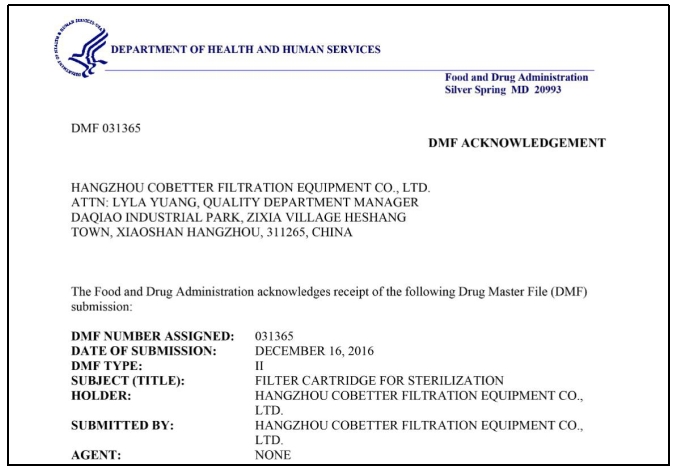 DEPARTMENT OF HEALTH AND HUMAN SERVICES
Food and Drug Administration
Silver Spring MD 20993
DMF 031365
DMF ACKNOWLEDGEMENT
HANGZHOU COBETTER FILTRATION EQUIPMENT CO., LTD.
ATTN: LYLA YUANG, QUALITY DEPARTMENT MANAGER
DAQIAO INDUSTRIAL PARK, ZIXIA VILLAGE HESHANG
TOWN, XIAOSHAN HANGZHOU, 311265, CHINA
The Food and Drug Administration acknowledges receipt of the following Drug Master File (DMF)
submission:
DMF NUMBER ASSIGNED: 031365
DATE OF SUBMISSION: DECEMBER 16, 2016
DMF TYPE: II
SUBJECT (TITLE): FILTER CARTRIDGE FOR STERILIZATION
HOLDER: HANGZHOU COBETTER FILTRATION EQUIPMENT CO.,
LTD.
SUBMITTED BY: HANGZHOU COBETTER FILTRATION EQUIPMENT CO.,
LTD.
AGENT: NONE